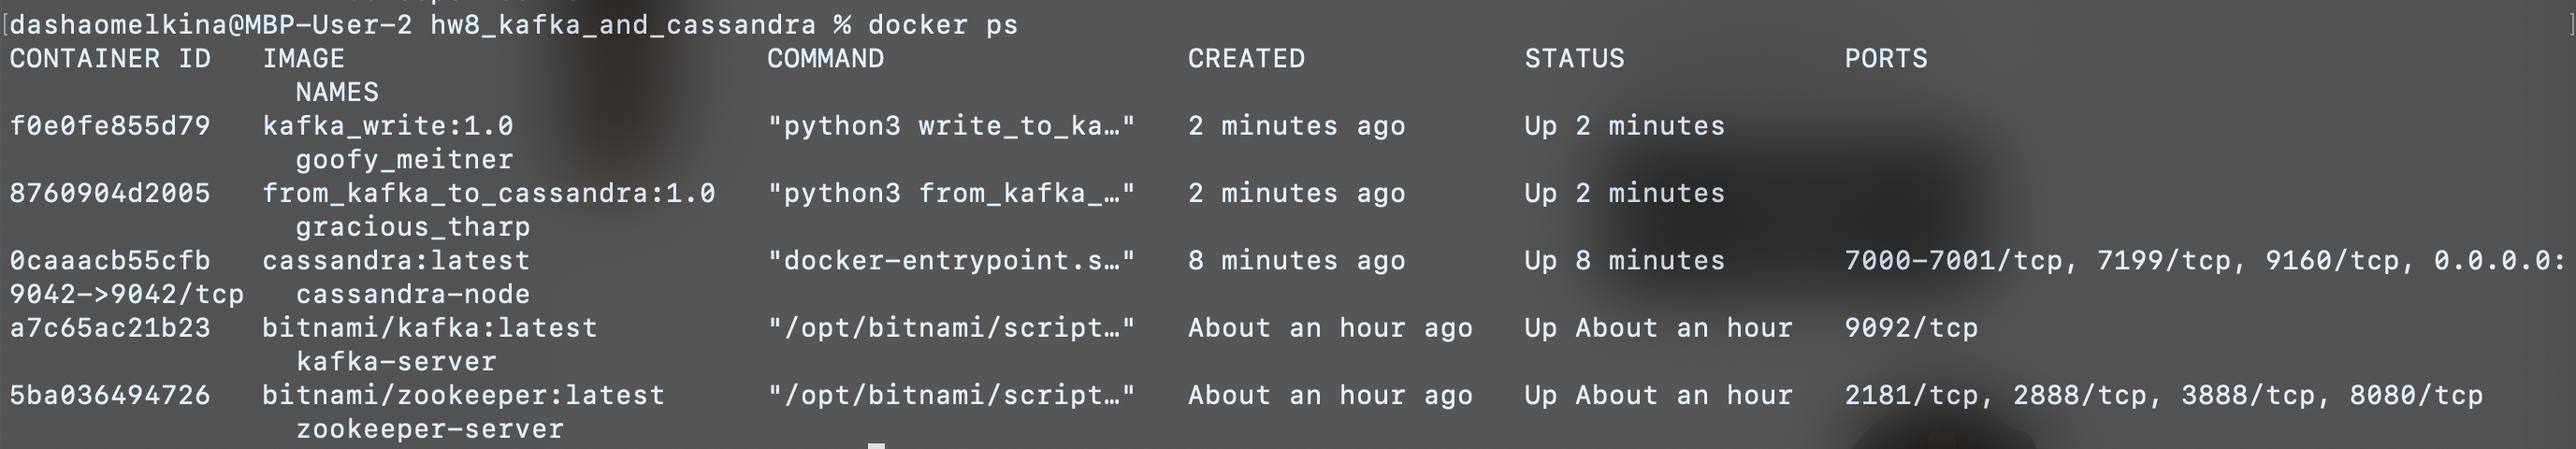 [dashaomelkina@MBP-User-2 hw8_kafka_and_cassandra % docker ps ]
CONTAINER ID   IMAGE                         COMMAND                  CREATED             STATUS             PORTS
                 NAMES
f0e0fe855d79   kafka_write:1.0               "python3 write_to_ka…"   2 minutes ago       Up 2 minutes
                 goofy_meitner
8760904d2005   from_kafka_to_cassandra:1.0   "python3 from_kafka_…"   2 minutes ago       Up 2 minutes
                 gracious_tharp
0caaacb55cfb   cassandra:latest              "docker-entrypoint.s…"   8 minutes ago       Up 8 minutes       7000-7001/tcp, 7199/tcp, 9160/tcp, 0.0.0.0:
9042->9042/tcp   cassandra-node
a7c65ac21b23   bitnami/kafka:latest          "/opt/bitnami/script…"   About an hour ago   Up About an hour   9092/tcp
                 kafka-server
5ba036494726   bitnami/zookeeper:latest      "/opt/bitnami/script…"   About an hour ago   Up About an hour   2181/tcp, 2888/tcp, 3888/tcp, 8080/tcp
                 zookeeper-server